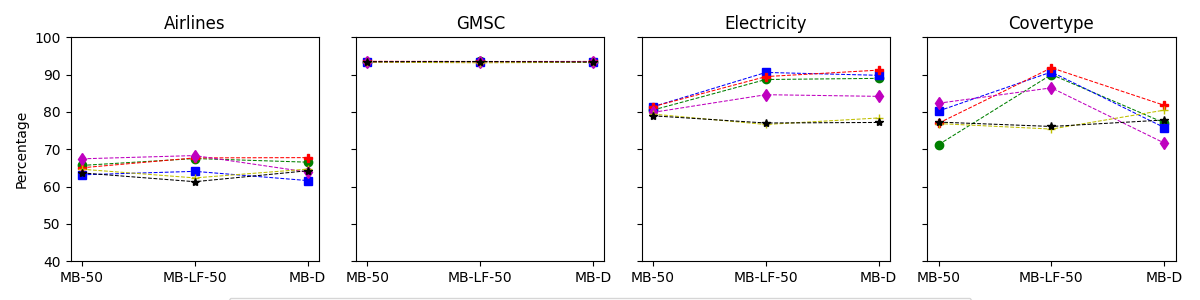 Airlines GMSC Electricity Covertype
Percentage
100
90
80
70
60
50
40
MB-50 MB-LF-50 MB-D MB-50 MB-LF-50 MB-D MB-50 MB-LF-50 MB-D MB-50 MB-LF-50 MB-D